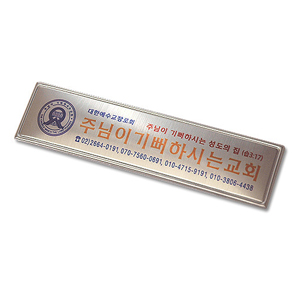 대한예수교장로회 주님이 기뻐하시는 성도의 집 (습3:17)
주님이기뻐하시는교회
☎02)2664-0191, 070-7560-0691, 010-4715-9191, 010-3806-4438